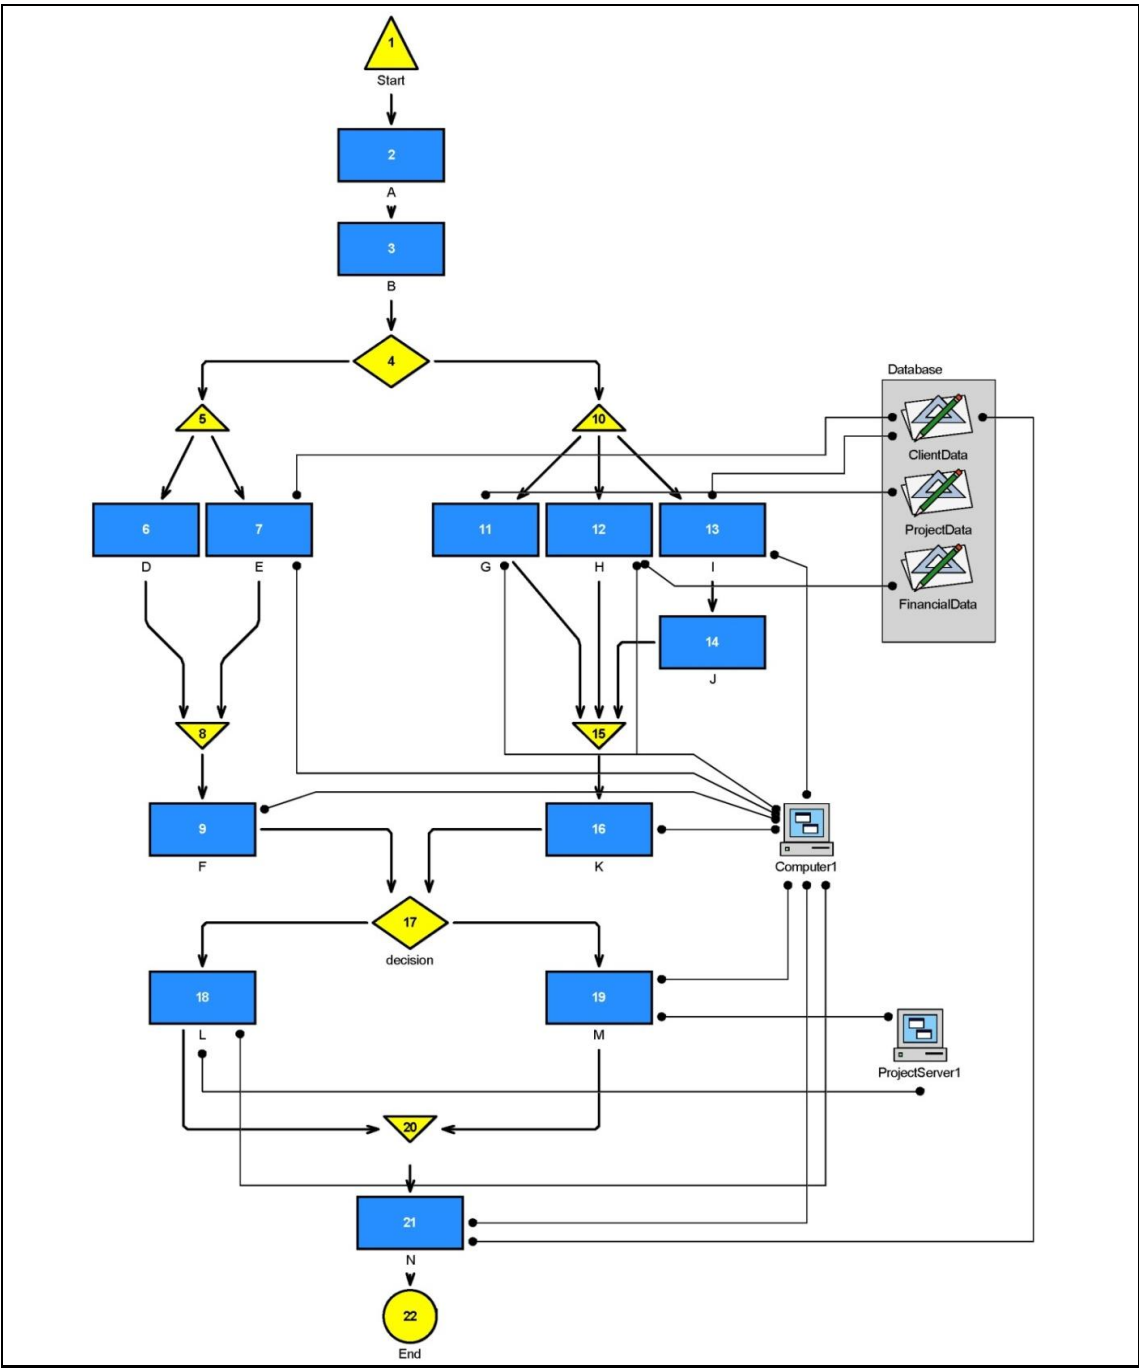 1
Start
2
A
3
B
4
Database
5
10
ClientData
6
7
11
12
13
ProjectData
D
E
G
H
I
FinancialData
14
J
8
15
9
16
F
K
Computer1
17
decision
18
19
L
M
ProjectServer1
20
21
N
22
End